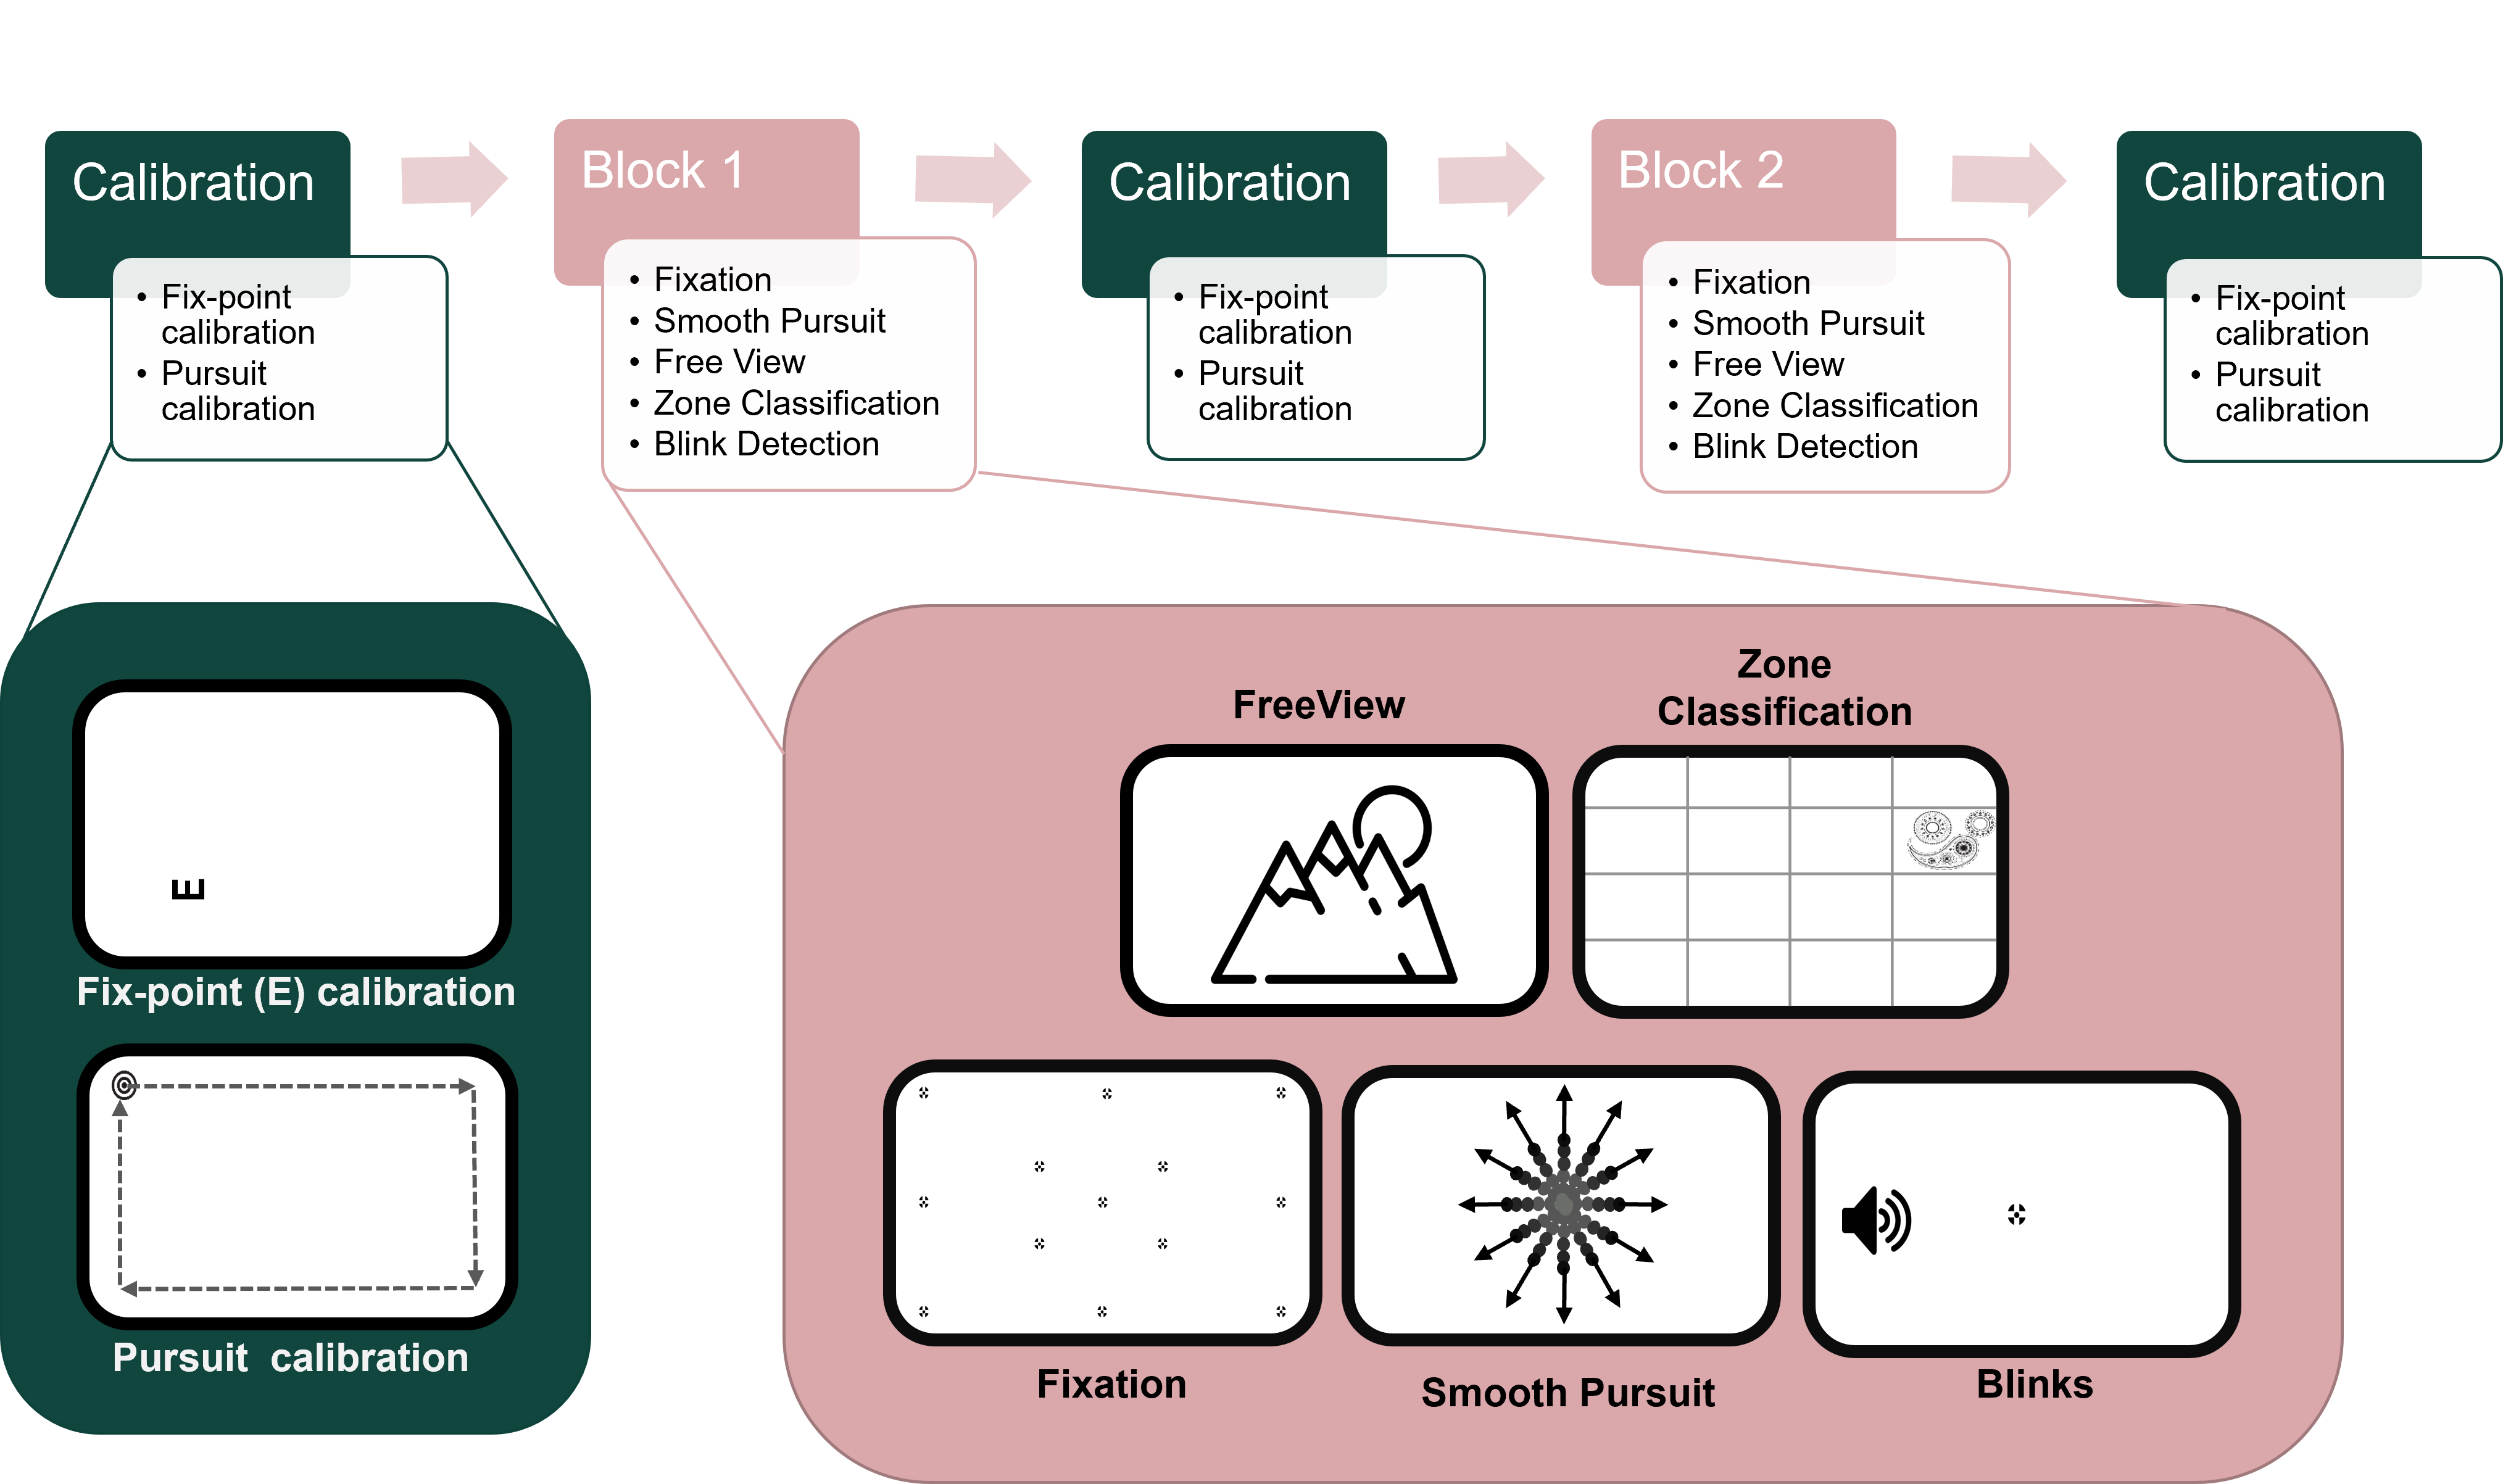 Calibration
• Fix-point
calibration
• Pursuit
calibration
Block 1
• Fixation
• Smooth Pursuit
• Free View
• Zone Classification
• Blink Detection
Calibration
• Fix-point
calibration
• Pursuit
calibration
Block 2
• Fixation
• Smooth Pursuit
• Free View
• Zone Classification
• Blink Detection
Calibration
• Fix-point
calibration
• Pursuit
calibration
E
Fix-point (E) calibration
Pursuit calibration
FreeView
Zone
Classification
Fixation
Smooth Pursuit
Blinks